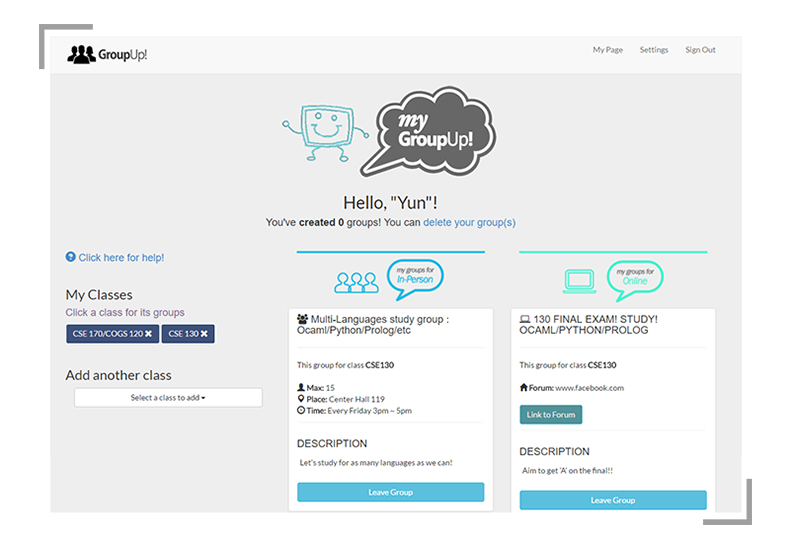 GroupUp!
My Page Settings Sign Out
my
GroupUp!
Hello, "Yun"!
You've created 0 groups! You can delete your group(s)
Click here for help!
My Classes
Click a class for its groups
CSE 170/COGS 120 ✖ CSE 130 ✖
Add another class
Select a class to add
my groups for
In-Person
Multi-Languages study group :
Ocaml/Python/Prolog/etc
This group for class CSE130
Max: 15
Place: Center Hall 119
Time: Every Friday 3pm ~ 5pm
DESCRIPTION
Let's study for as many languages as we can!
Leave Group
my groups for
Online
130 FINAL EXAM! STUDY!
OCAML/PYTHON/PROLOG
This group for class CSE130
Forum: www.facebook.com
Link to Forum
DESCRIPTION
Aim to get 'A' on the final!!
Leave Group